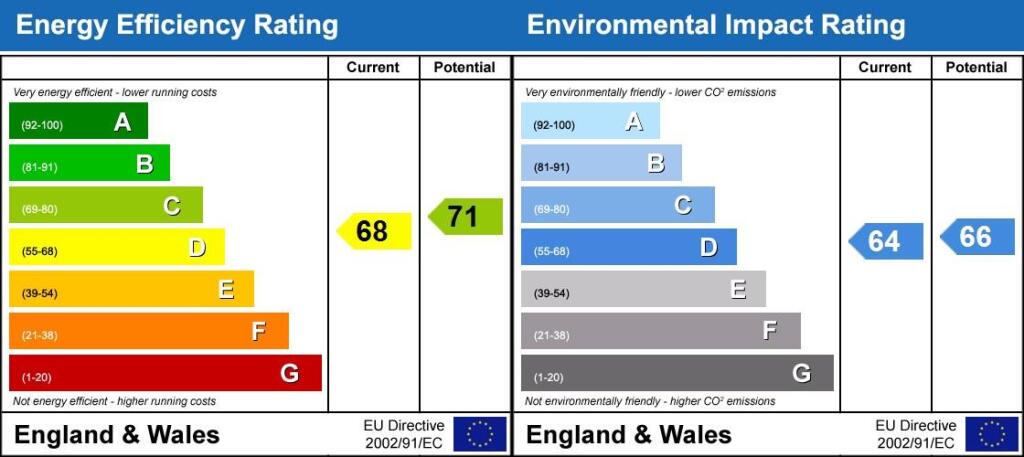 Energy Efficiency Rating
Current Potential
Very energy efficient - lower running costs
(92-100) A
(81-91) B
(69-80) C
(55-68) D
(39-54) E
(21-38) F
(1-20) G
68
71
Not energy efficient - higher running costs
England & Wales
EU Directive
2002/91/EC
Environmental Impact Rating
Current Potential
Very environmentally friendly - lower CO² emissions
(92-100) A
(81-91) B
(69-80) C
(55-68) D
(39-54) E
(21-38) F
(1-20) G
64
66
Not environmentally friendly - higher CO² emissions
England & Wales
EU Directive
2002/91/EC